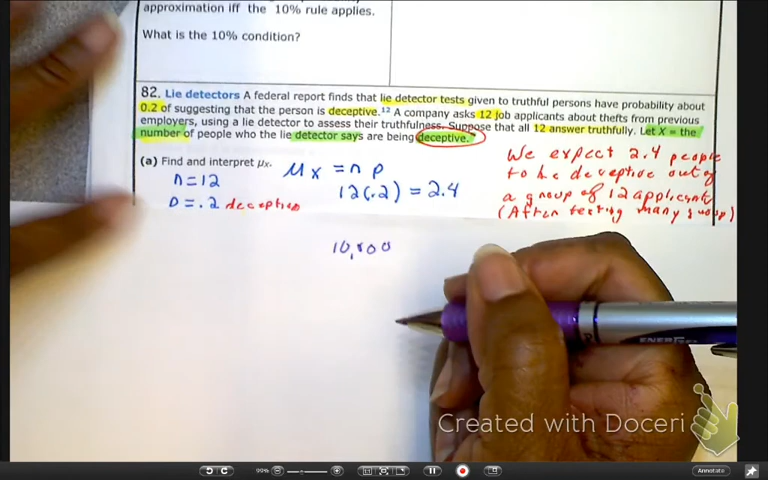 approximation iff the 10% rule applies.
What is the 10% condition?
82. Lie detectors A federal report finds that lie detector tests given to truthful persons have probability about
0.2 of suggesting that the person is deceptive.12 A company asks 12 job applicants about thefts from previous
employers, using a lie detector to assess their truthfulness. Suppose that all 12 answer truthfully. Let X = the
number of people who the lie detector says are being deceptive.
(a) Find and interpret μx.
μx = n p
n = 12
12(.2) = 2.4
p = .2 deception
We expect 2.4 people
to be deceptive out of
a group of 12 applicants
(After testing many group)
10,000
ENER
Created with Doceri
99%
Annotate